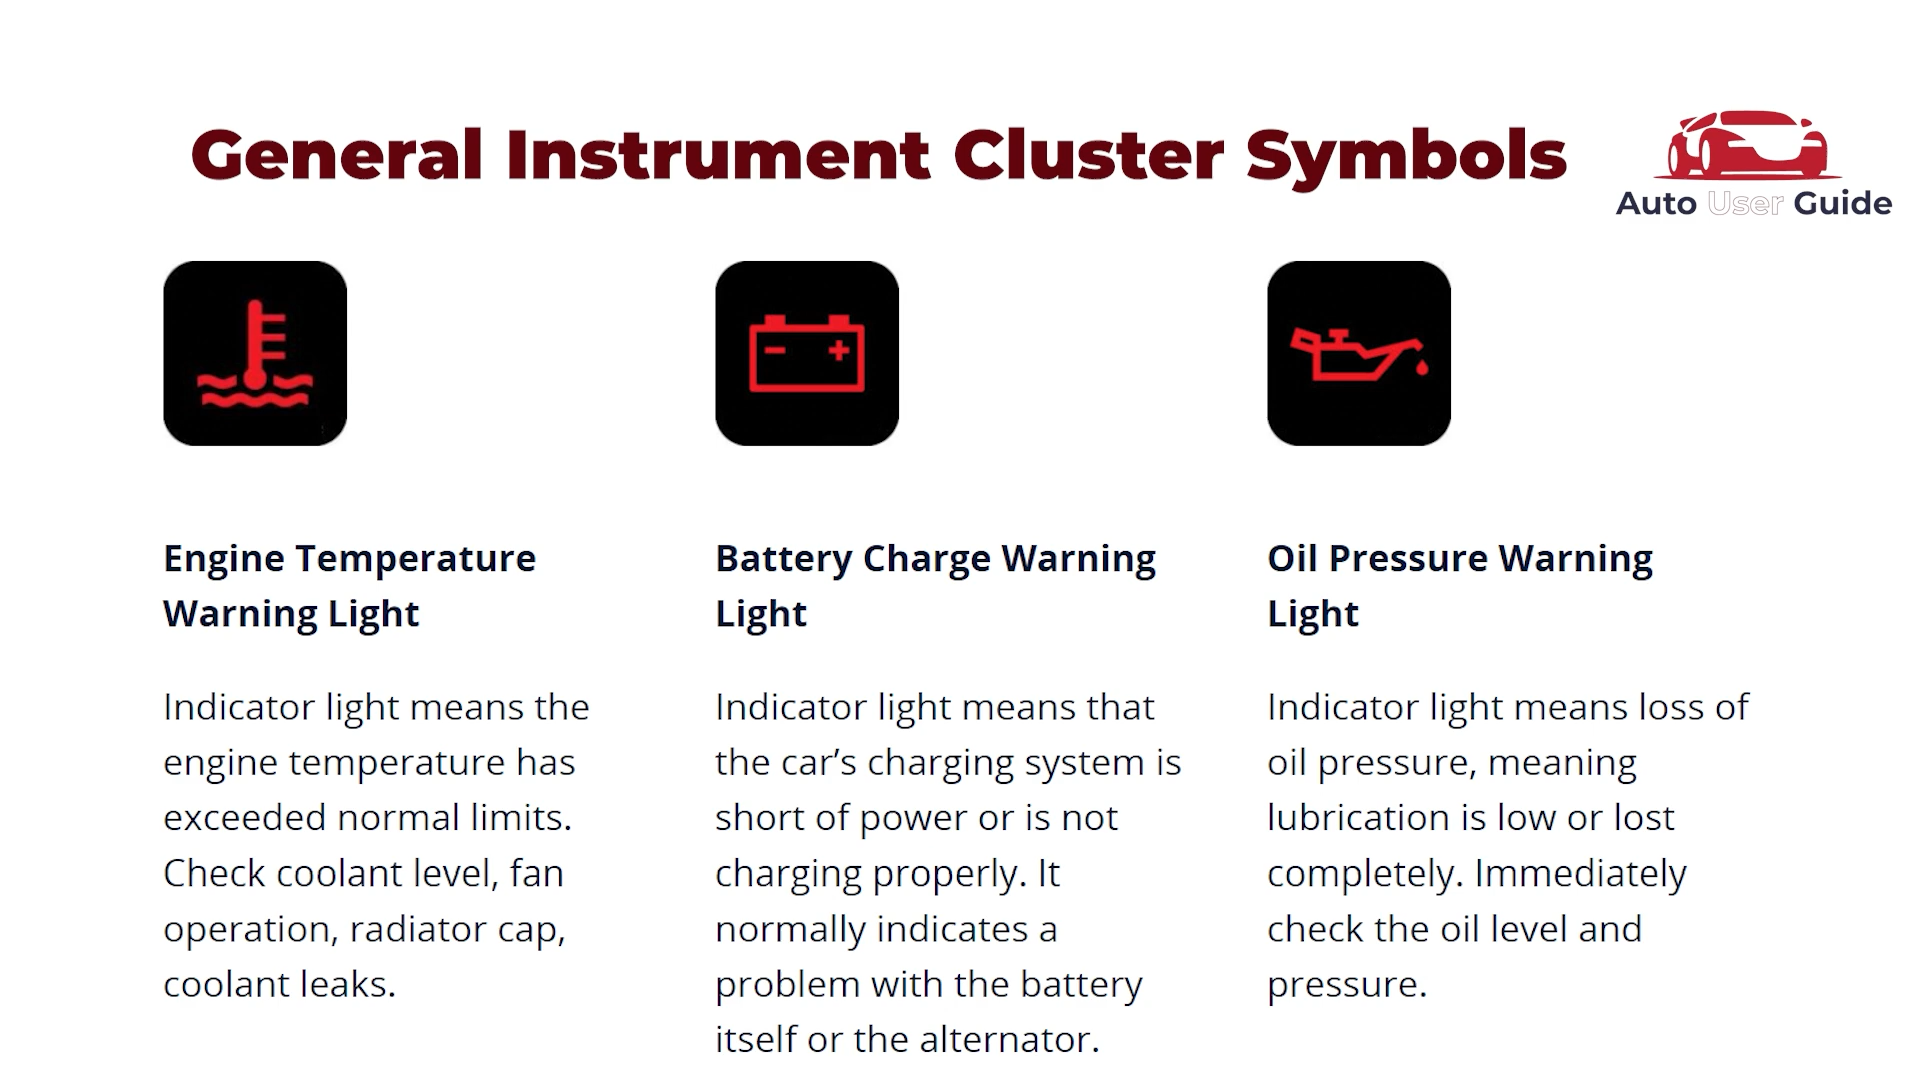 General Instrument Cluster Symbols
Auto User Guide
Engine Temperature
Warning Light
Indicator light means the
engine temperature has
exceeded normal limits.
Check coolant level, fan
operation, radiator cap,
coolant leaks.
Battery Charge Warning
Light
Indicator light means that
the car’s charging system is
short of power or is not
charging properly. It
normally indicates a
problem with the battery
itself or the alternator.
Oil Pressure Warning
Light
Indicator light means loss of
oil pressure, meaning
lubrication is low or lost
completely. Immediately
check the oil level and
pressure.